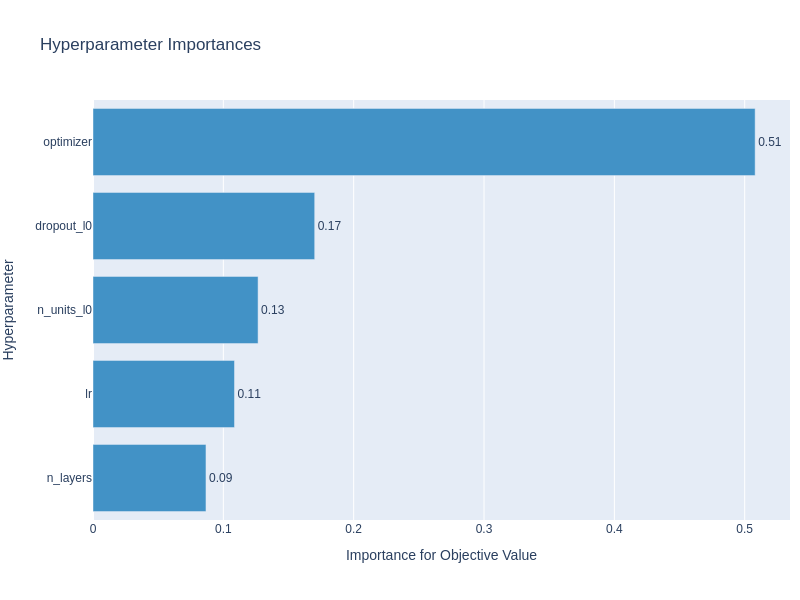 Hyperparameter Importances
optimizer
0.51
dropout_l0
0.17
n_units_l0
0.13
lr
0.11
n_layers
0.09
0
0.1
0.2
0.3
0.4
0.5
Importance for Objective Value
Hyperparameter